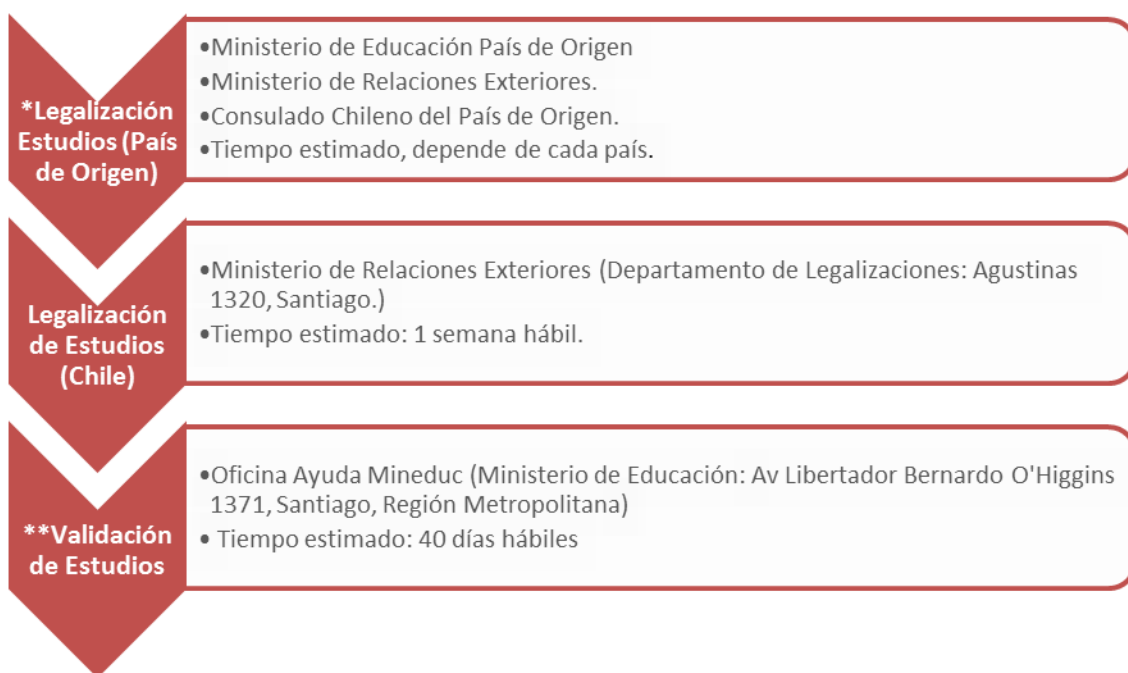 *Legalización
Estudios (País
de Origen)
•Ministerio de Educación País de Origen
•Ministerio de Relaciones Exteriores.
•Consulado Chileno del País de Origen.
•Tiempo estimado, depende de cada país.
Legalización
de Estudios
(Chile)
•Ministerio de Relaciones Exteriores (Departamento de Legalizaciones: Agustinas
1320, Santiago.)
•Tiempo estimado: 1 semana hábil.
**Validación
de Estudios
•Oficina Ayuda Mineduc (Ministerio de Educación: Av Libertador Bernardo O'Higgins
1371, Santiago, Región Metropolitana)
• Tiempo estimado: 40 días hábiles